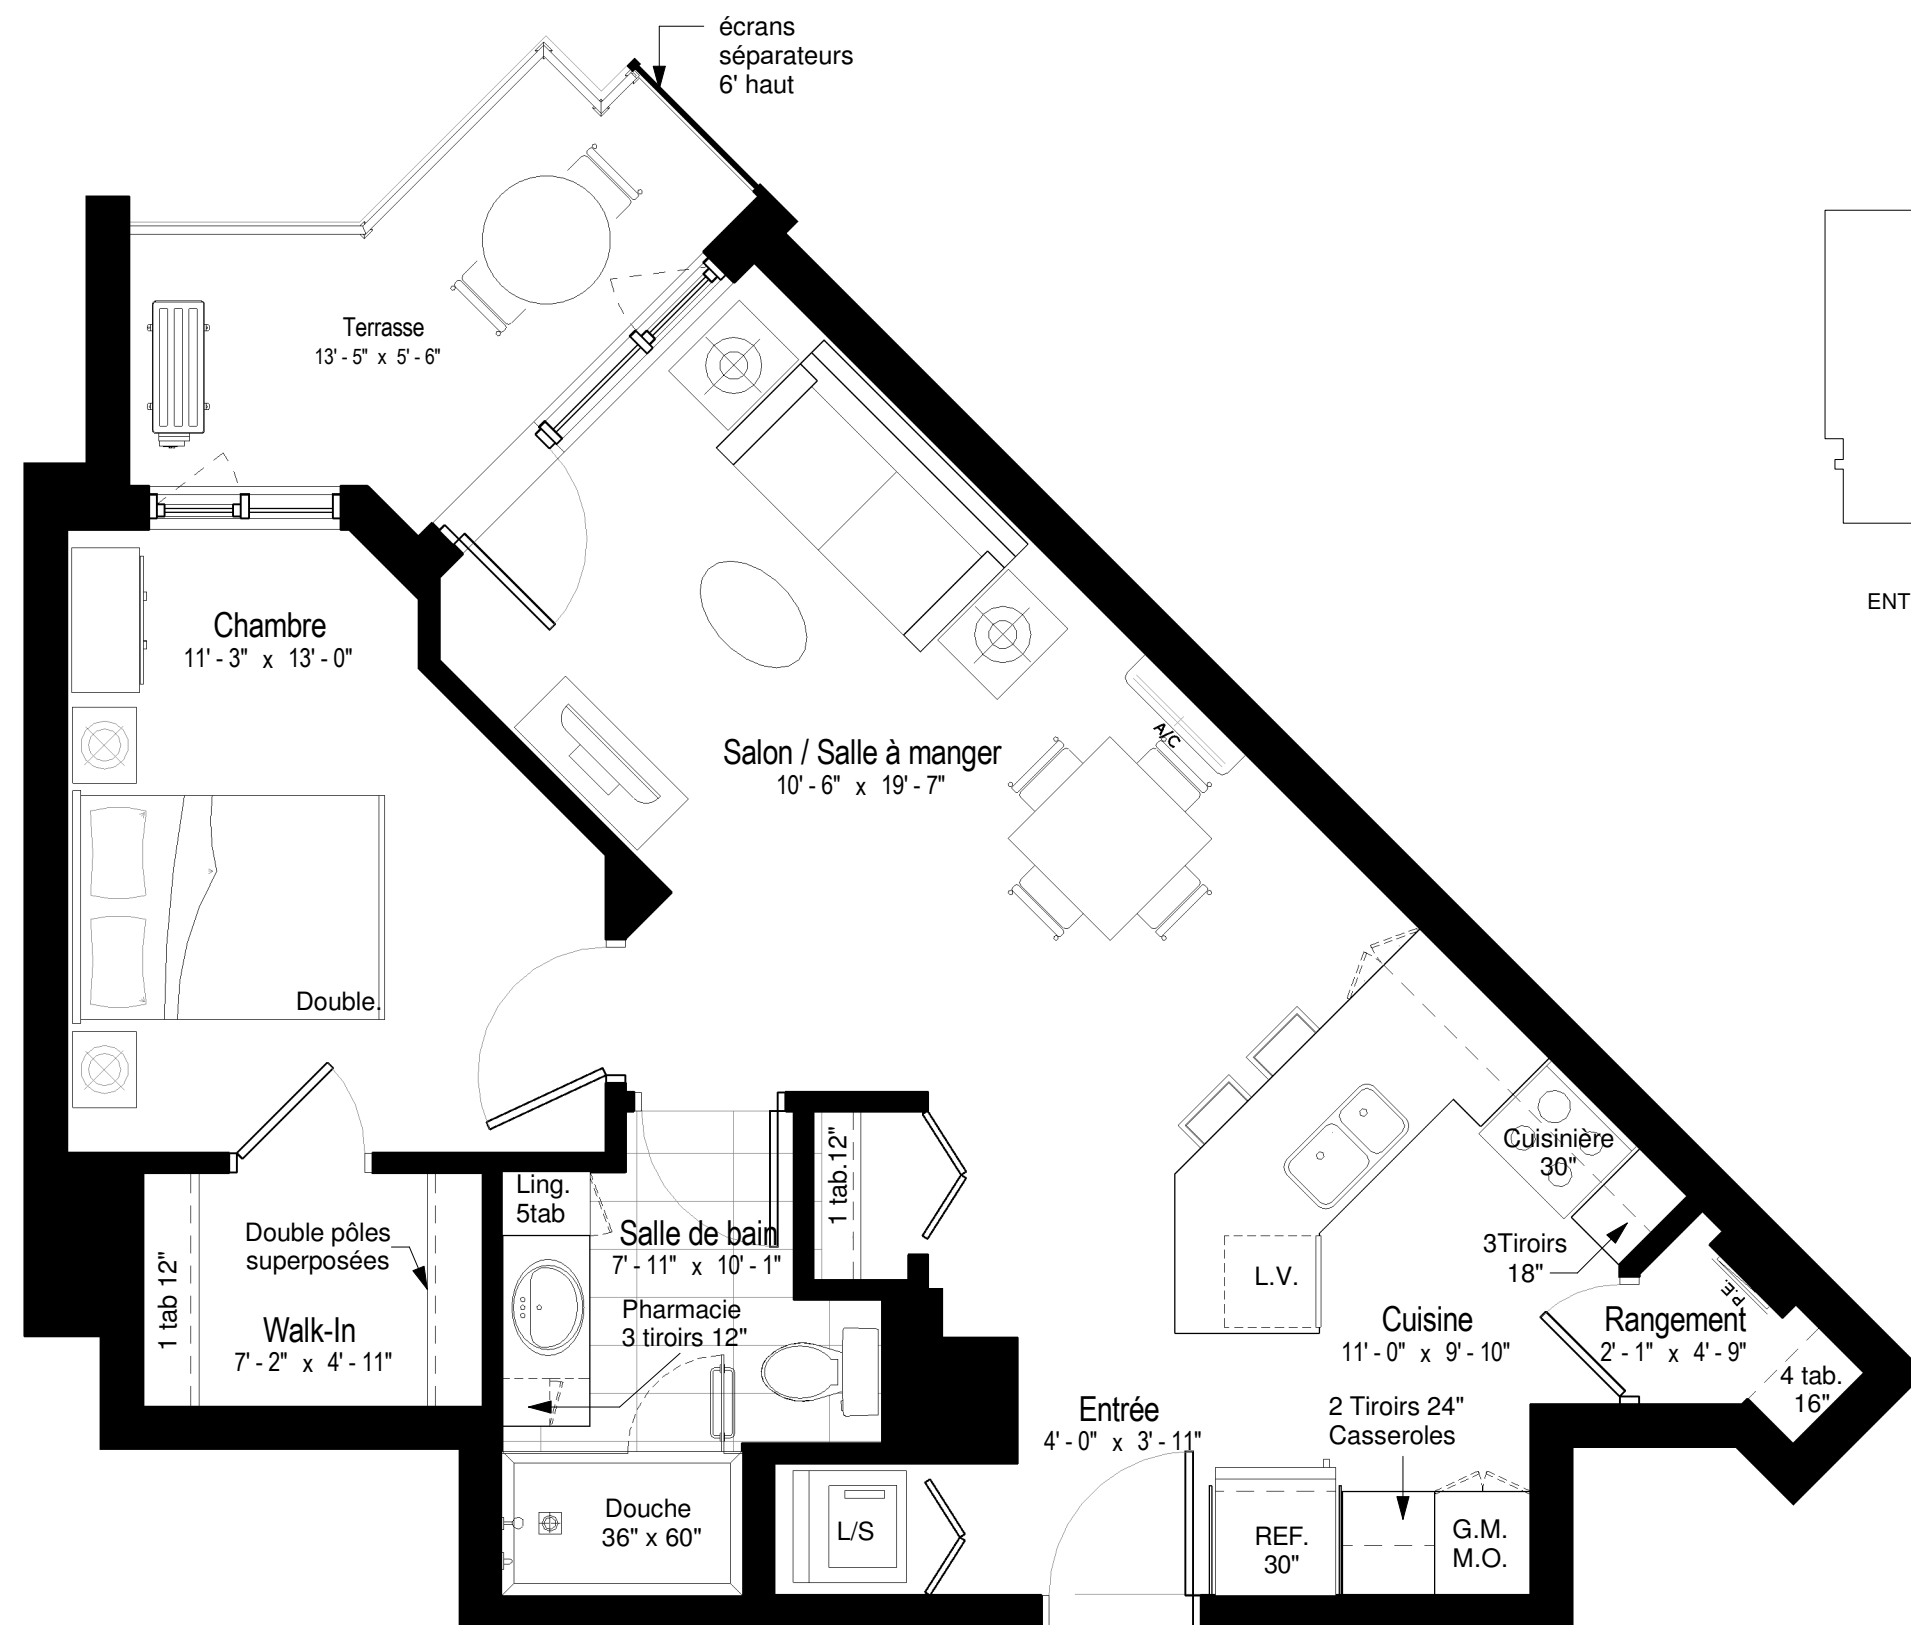 écrans
séparateurs
6' haut
Terrasse
13' - 5" x 5' - 6"
ENT
Chambre
11' - 3" x 13' - 0"
Salon / Salle à manger
10' - 6" x 19' - 7"
A/C
Double.
Cuisinière
30"
3Tiroirs
18"
Ling.
5tab
1 tab.12"
Salle de bain
7' - 11" x 10' - 1"
Double pôles
superposées
1 tab 12"
Walk-In
7' - 2" x 4' - 11"
Pharmacie
3 tiroirs 12"
L.V.
Cuisine
11' - 0" x 9' - 10"
Rangement
2' - 1" x 4' - 9"
P.E.
4 tab.
16"
Entrée
4' - 0" x 3' - 11"
2 Tiroirs 24"
Casseroles
Douche
36" x 60"
L/S
REF.
30"
G.M.
M.O.